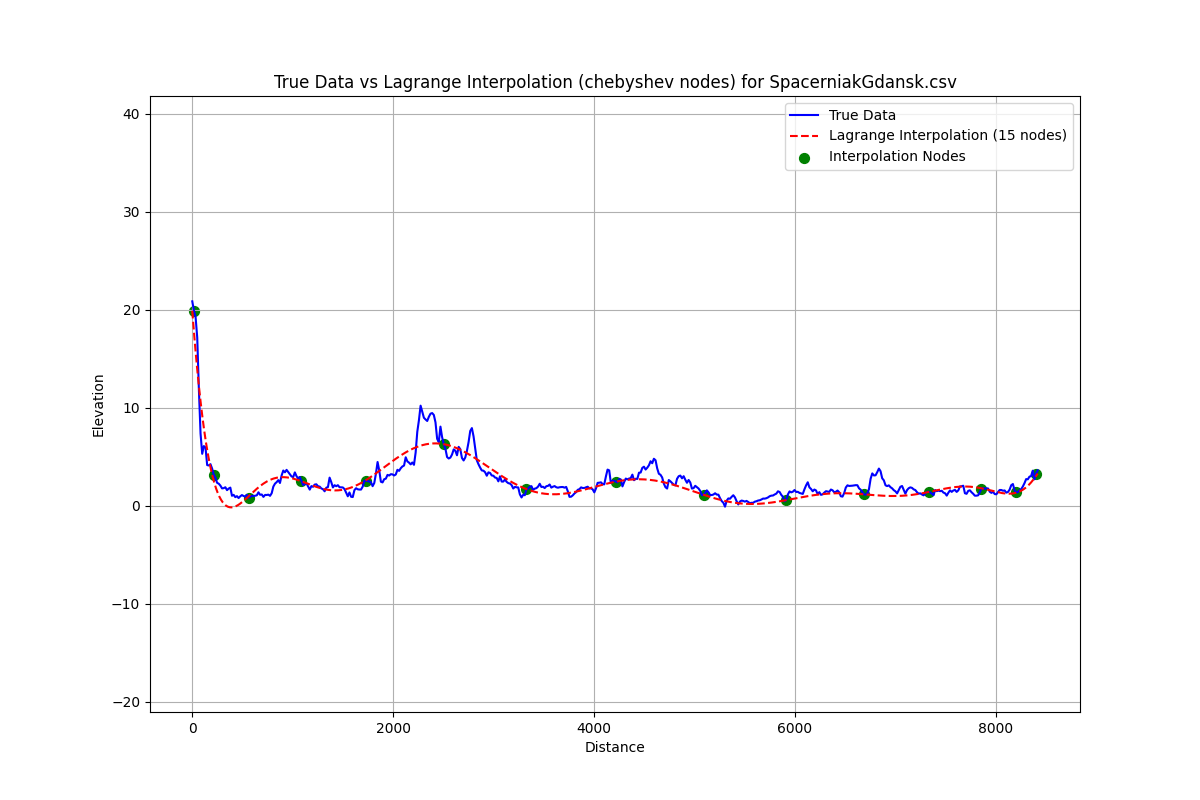 True Data vs Lagrange Interpolation (chebyshev nodes) for SpacerniakGdansk.csv
True Data
Lagrange Interpolation (15 nodes)
Interpolation Nodes
40
30
20
10
0
−10
−20
Elevation
0 2000 4000 6000 8000
Distance